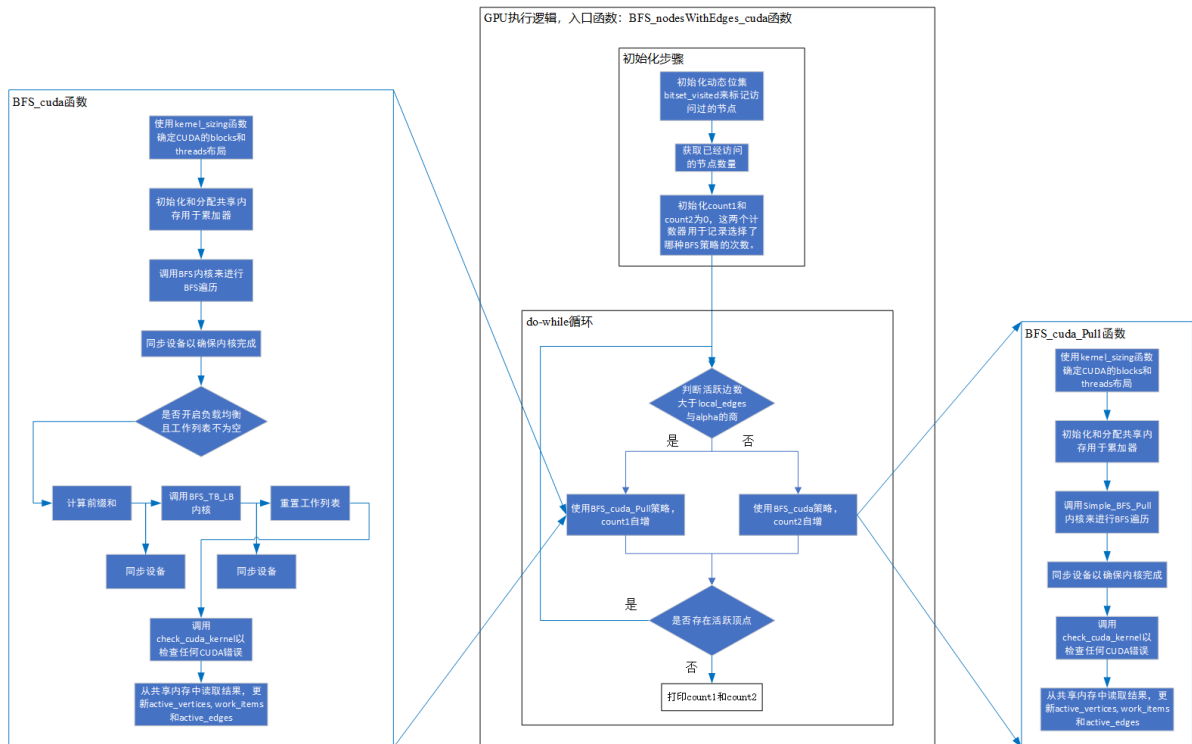 BFS_cuda函数
使用kernel_sizing函数
确定CUDA的blocks和
threads布局
初始化和分配共享内
存用于累加器
调用BFS内核来进行
BFS遍历
同步设备以确保内核完成
是否开启负载均衡
且工作列表不为空
计算前缀和
调用BFS_TB_LB
内核
重置工作列表
同步设备
同步设备
调用
check_cuda_kernel以
检查任何CUDA错误
从共享内存中读取结果，更
新active_vertices, work_items
和active_edges
GPU执行逻辑，入口函数：BFS_nodesWithEdges_cuda函数
初始化步骤
初始化动态位集
bitset_visited来标记访
问过的节点
获取已经访问
的节点数量
初始化count1和
count2为0，这两个计
数器用于记录选择了
哪种BFS策略的次数。
do-while循环
判断活跃边数
大于local_edges
与alpha的商
是
否
使用BFS_cuda_Pull策略，
count1自增
使用BFS_cuda策略，
count2自增
是
是否存在活跃顶点
否
打印count1和count2
BFS_cuda_Pull函数
使用kernel_sizing函数
确定CUDA的blocks和
threads布局
初始化和分配共享内
存用于累加器
调用Simple_BFS_Pull
内核来进行BFS遍历
同步设备以确保内核完成
调用
check_cuda_kernel以
检查任何CUDA错误
从共享内存中读取结果，更
新active_vertices, work_items
和active_edges